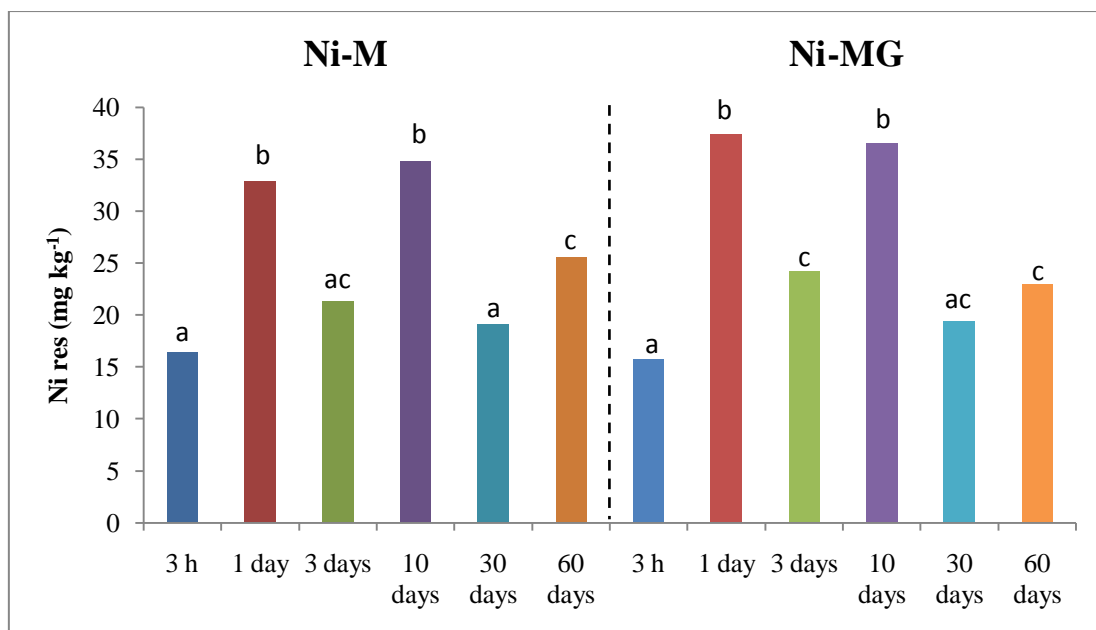 Ni-M
Ni-MG
Ni res (mg kg⁻¹)
40
35
30
25
20
15
10
5
0
a
b
ac
b
a
c
a
b
c
b
ac
c
3 h
1 day
3 days
10
days
30
days
60
days
3 h
1 day
3 days
10
days
30
days
60
days